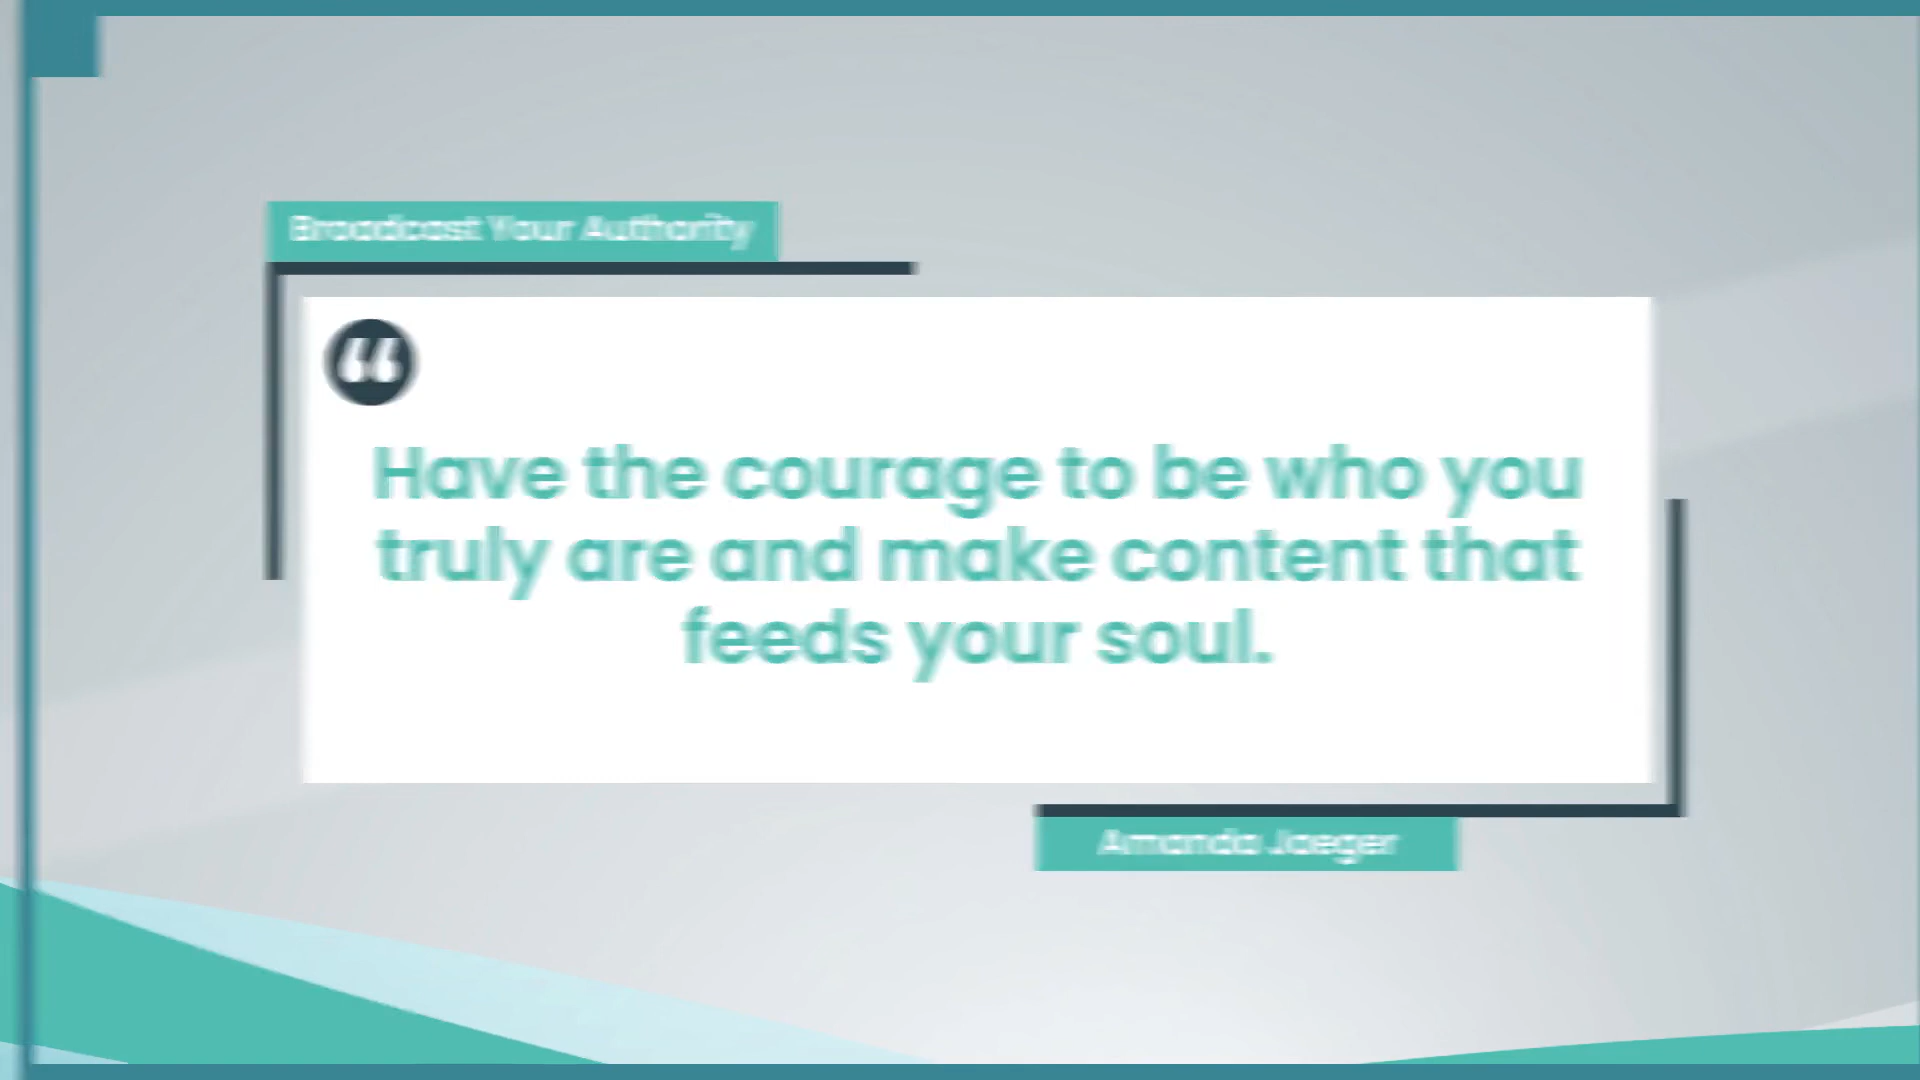 Broadcast Your Authority
“
Have the courage to be who you
truly are and make content that
feeds your soul.
Amanda Jaeger